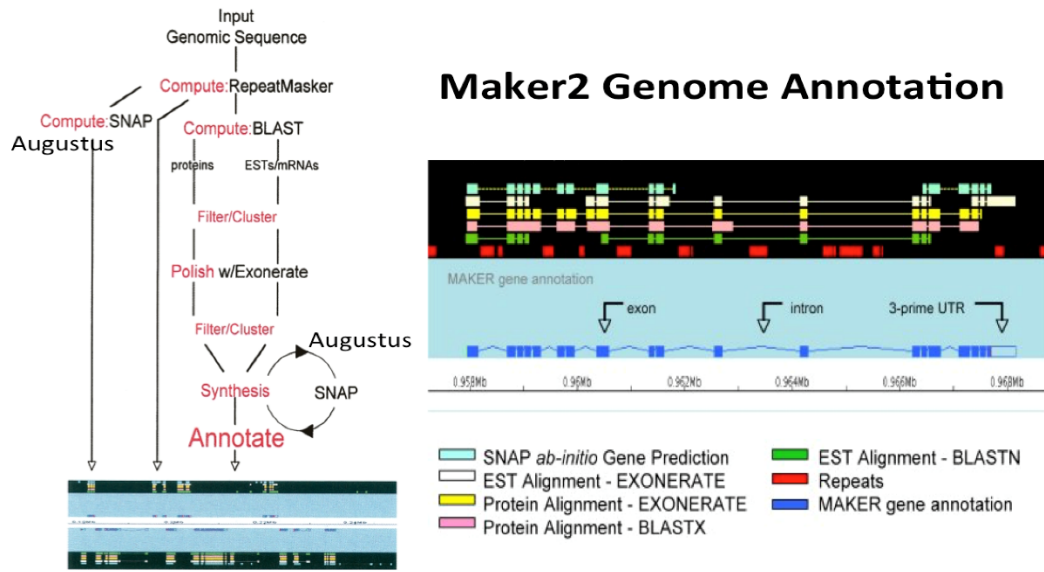 Input
Genomic Sequence
Compute:RepeatMasker
Compute:SNAP
Augustus
Compute:BLAST
proteins
ESTs/mRNAs
Filter/Cluster
Polish w/Exonerate
Filter/Cluster
Augustus
Synthesis
SNAP
Annotate
Maker2 Genome Annotation
MAKER gene annotation
exon
intron
3-prime UTR
0.958Mb
0.96Mb
0.962Mb
0.964Mb
0.966Mb
0.968Mb
SNAP ab-initio Gene Prediction
EST Alignment - EXONERATE
Protein Alignment - EXONERATE
Protein Alignment - BLASTX
EST Alignment - BLASTN
Repeats
MAKER gene annotation